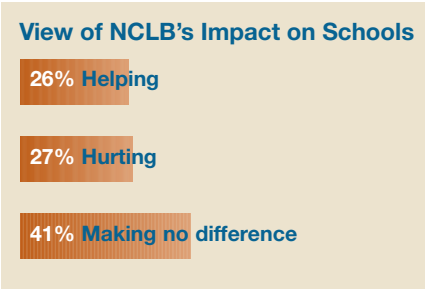 View of NCLB’s Impact on Schools
26% Helping
27% Hurting
41% Making no difference